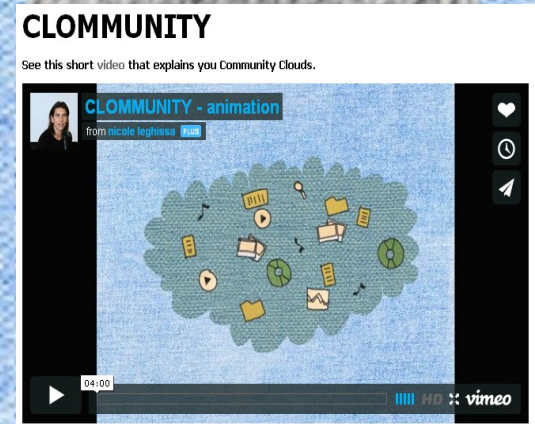 CLOMMUNITY
See this short video that explains you Community Clouds.
CLOMMUNITY - animation
from nicole leghissa PLUS
04:00
HD vimeo